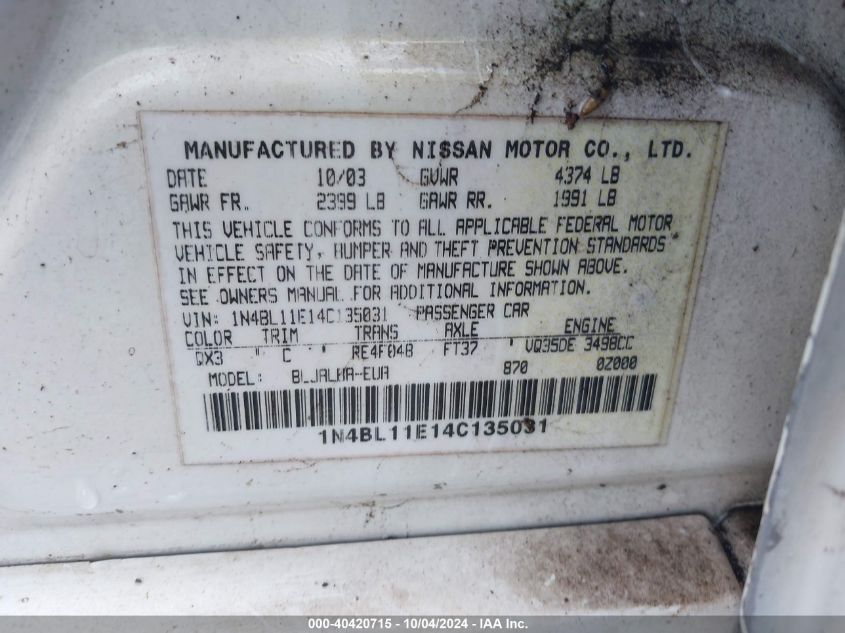 MANUFACTURED BY NISSAN MOTOR CO., LTD.
DATE 10/03 GVWR 4374 LB
GAWR FR. 2399 LB GAWR RR. 1991 LB
THIS VEHICLE CONFORMS TO ALL APPLICABLE FEDERAL MOTOR
VEHICLE SAFETY, BUMPER AND THEFT PREVENTION STANDARDS
IN EFFECT ON THE DATE OF MANUFACTURE SHOWN ABOVE.
SEE OWNERS MANUAL FOR ADDITIONAL INFORMATION.
VIN: 1N4BL11E14C135031 PASSENGER CAR
COLOR TRIM TRANS AXLE ENGINE
QX3 C RE4F04B FT37 VQ35DE 3498CC
MODEL: 870 0Z000
1N4BL11E14C135031
000-40420715 - 10/04/2024 - IAA Inc.